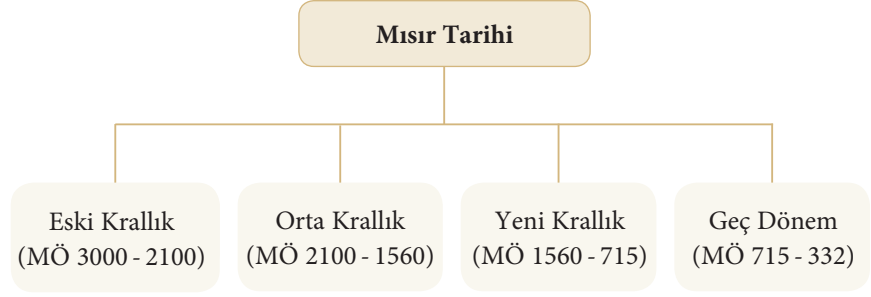 Mısır Tarihi
Eski Krallık
(MÖ 3000 - 2100)
Orta Krallık
(MÖ 2100 - 1560)
Yeni Krallık
(MÖ 1560 - 715)
Geç Dönem
(MÖ 715 - 332)